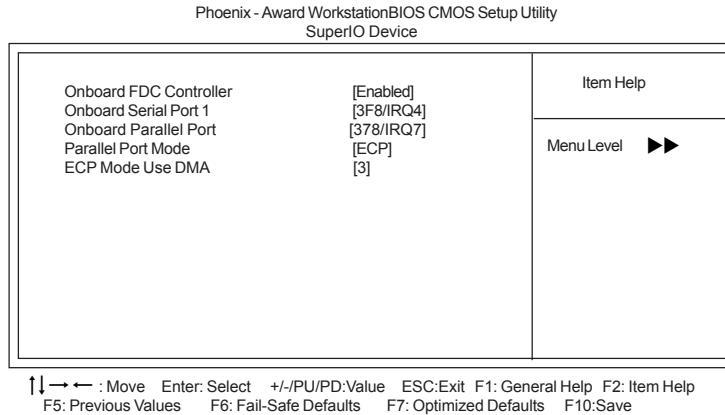 Phoenix - Award WorkstationBIOS CMOS Setup Utility
SuperIO Device
Onboard FDC Controller [Enabled]
Onboard Serial Port 1 [3F8/IRQ4]
Onboard Parallel Port [378/IRQ7]
Parallel Port Mode [ECP]
ECP Mode Use DMA [3]
Item Help
Menu Level ▶▶
↑↓→← : Move Enter: Select +/-/PU/PD:Value ESC:Exit F1: General Help F2: Item Help
F5: Previous Values F6: Fail-Safe Defaults F7: Optimized Defaults F10:Save